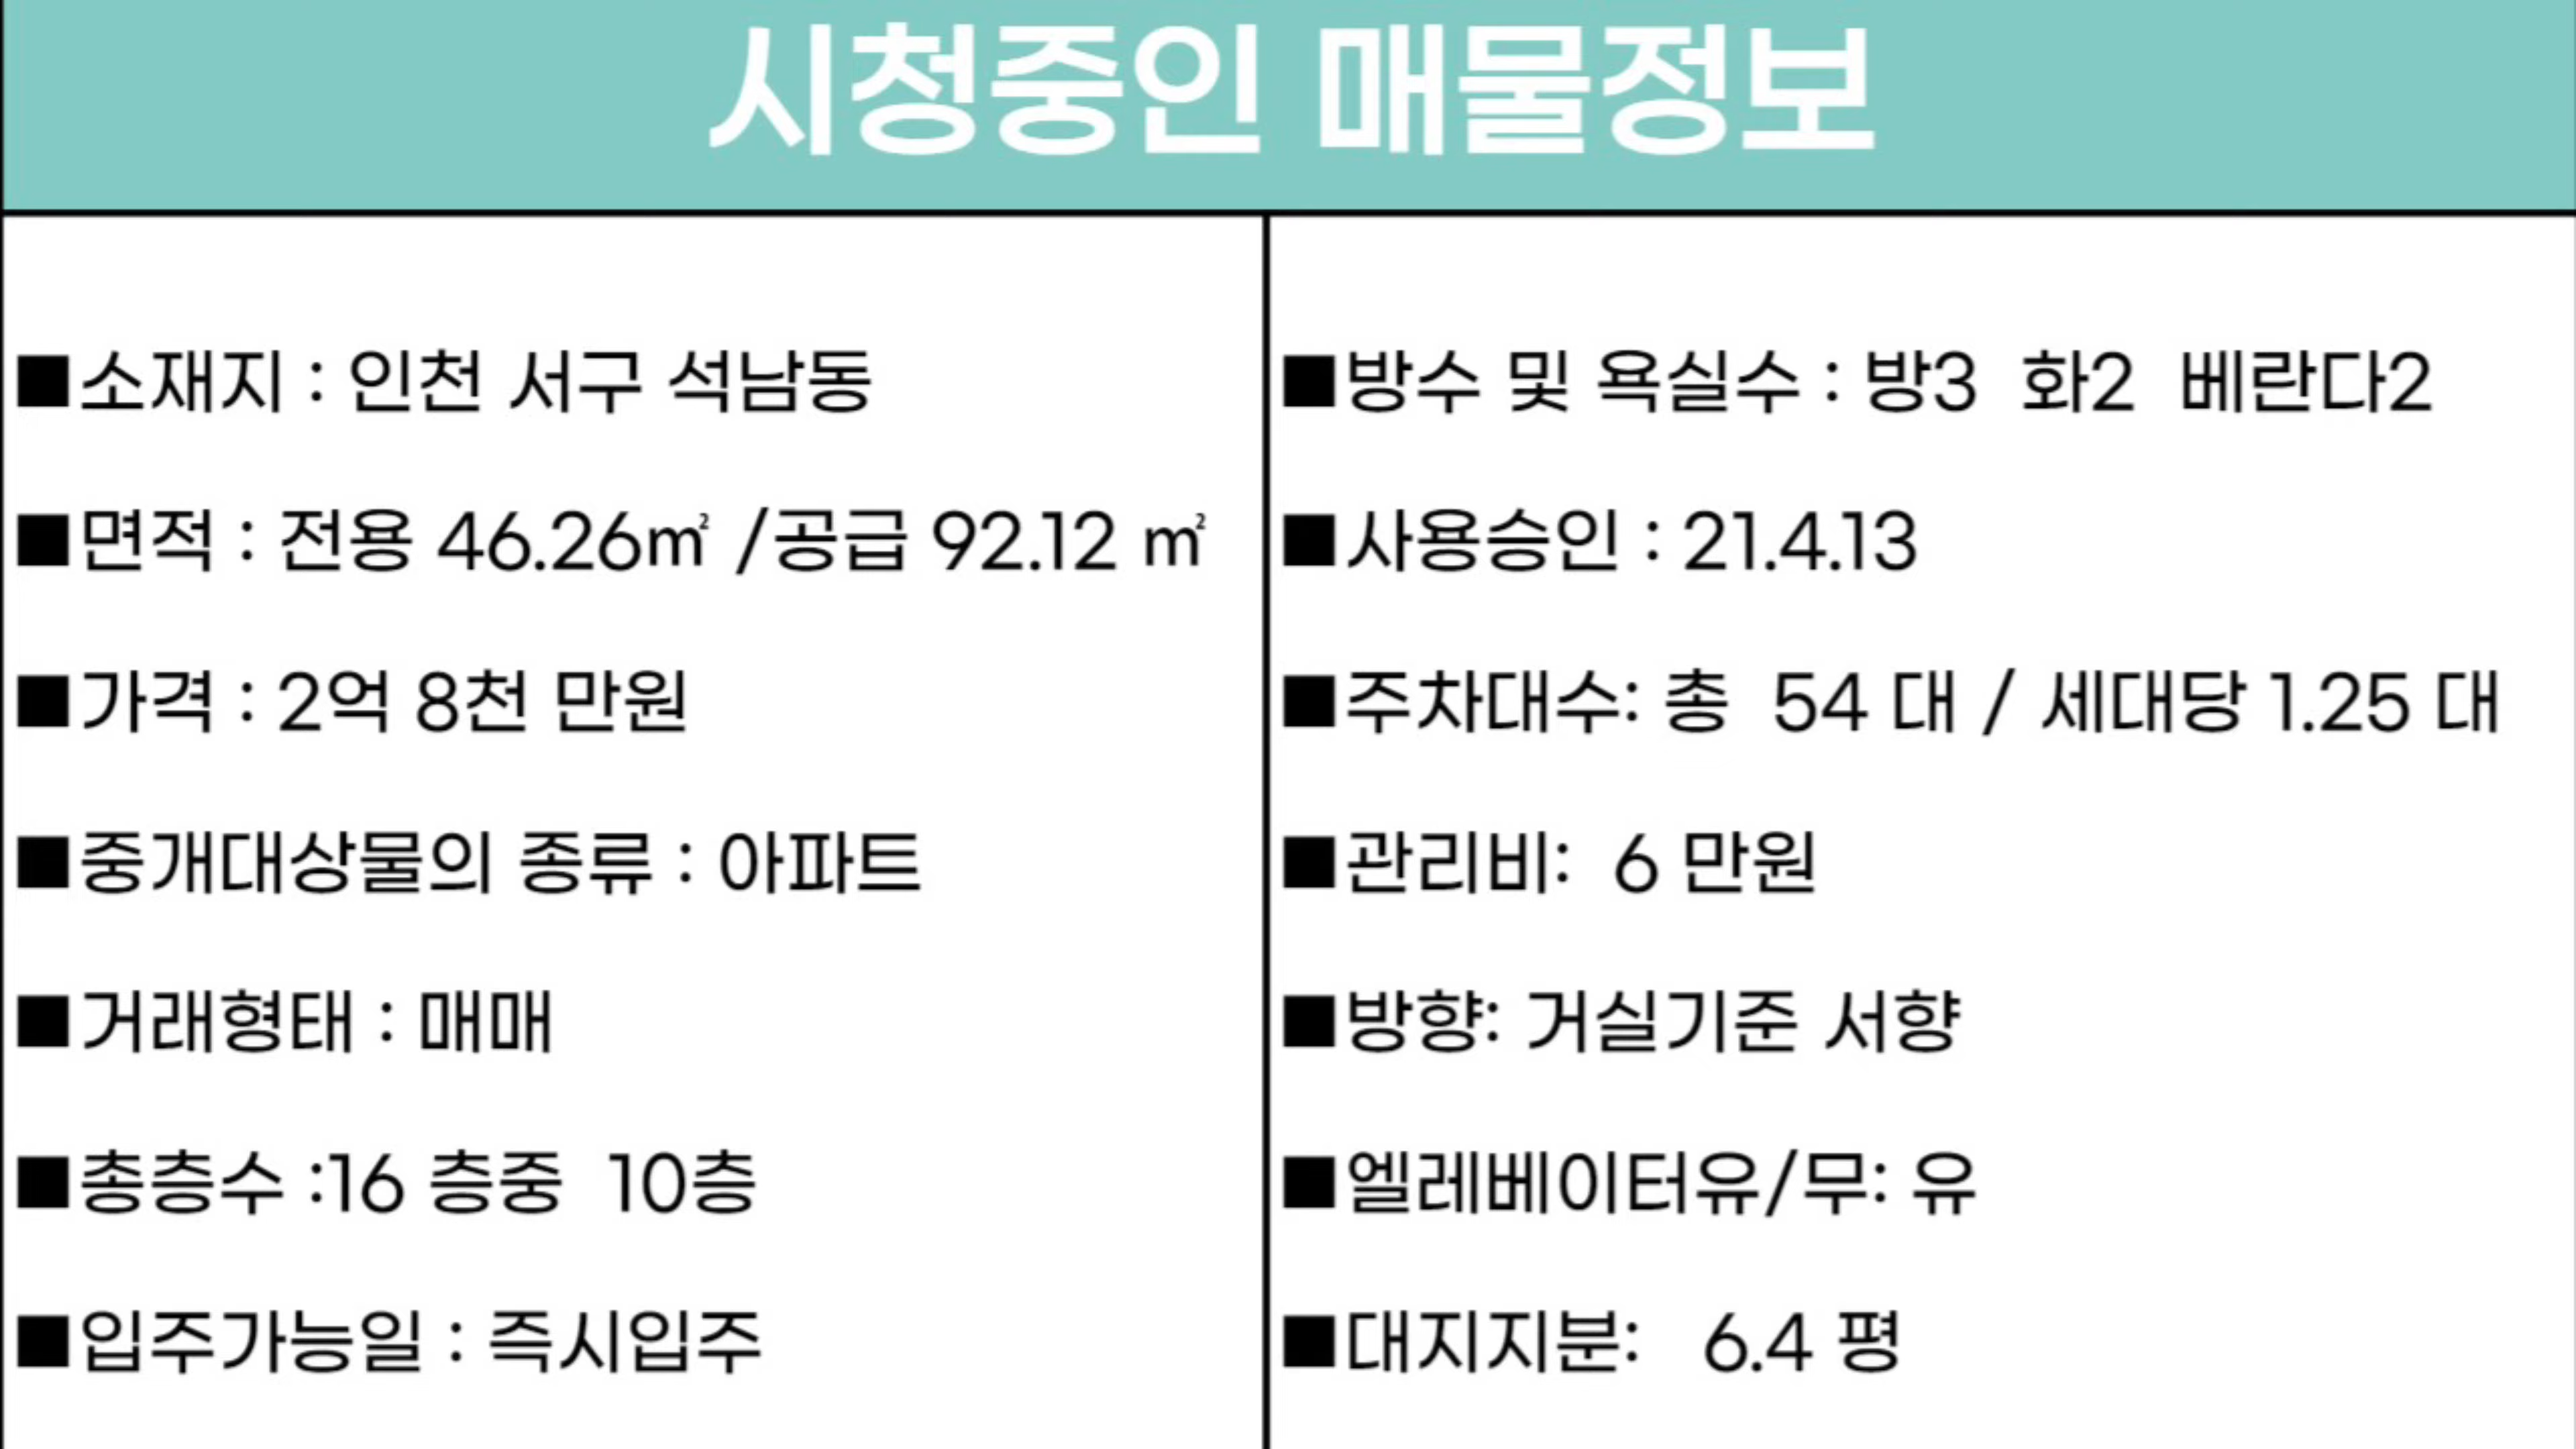 시청중인 매물정보
■소재지 : 인천 서구 석남동
■면적 : 전용 46.26㎡ /공급 92.12 ㎡
■가격 : 2억 8천 만원
■중개대상물의 종류 : 아파트
■거래형태 : 매매
■총층수 :16 층중  10층
■입주가능일 : 즉시입주
■방수 및 욕실수 : 방3  화2  베란다2
■사용승인 : 21.4.13
■주차대수: 총  54 대 / 세대당 1.25 대
■관리비:  6 만원
■방향: 거실기준 서향
■엘레베이터유/무: 유
■대지지분:   6.4 평